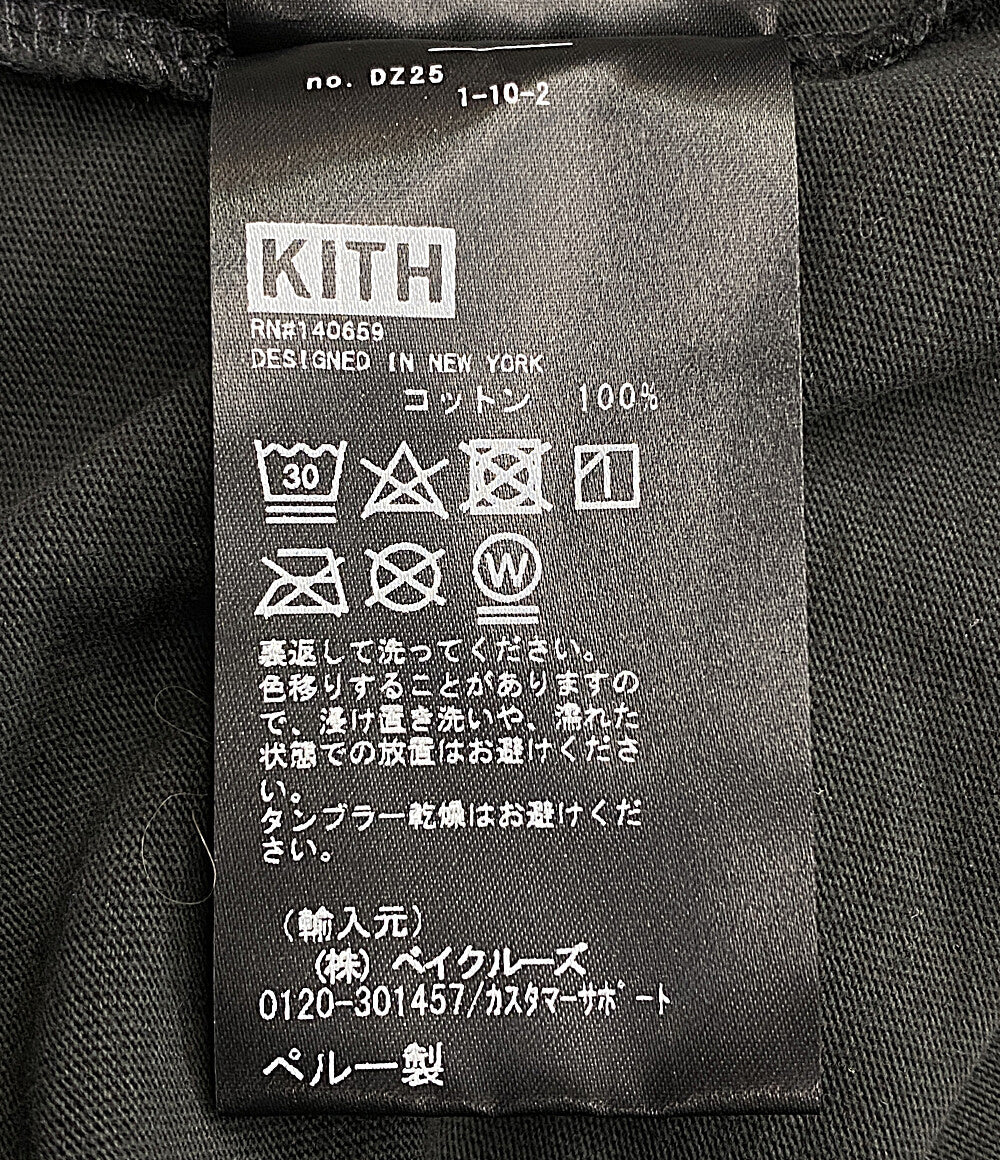 no. DZ25
1-10-2
KITH
RN#140659
DESIGNED IN NEW YORK
コットン 100%
30
W
裏返して洗ってください。
色移りすることがありますの
で、浸け置き洗いや、濡れた
状態での放置はお避けくださ
い。
タンブラー乾燥はお避けくだ
さい。
(輸入元)
(株) ベイクルーズ
0120-301457/ｶｽﾀﾏｰｻﾎﾟｰﾄ
ペルー製